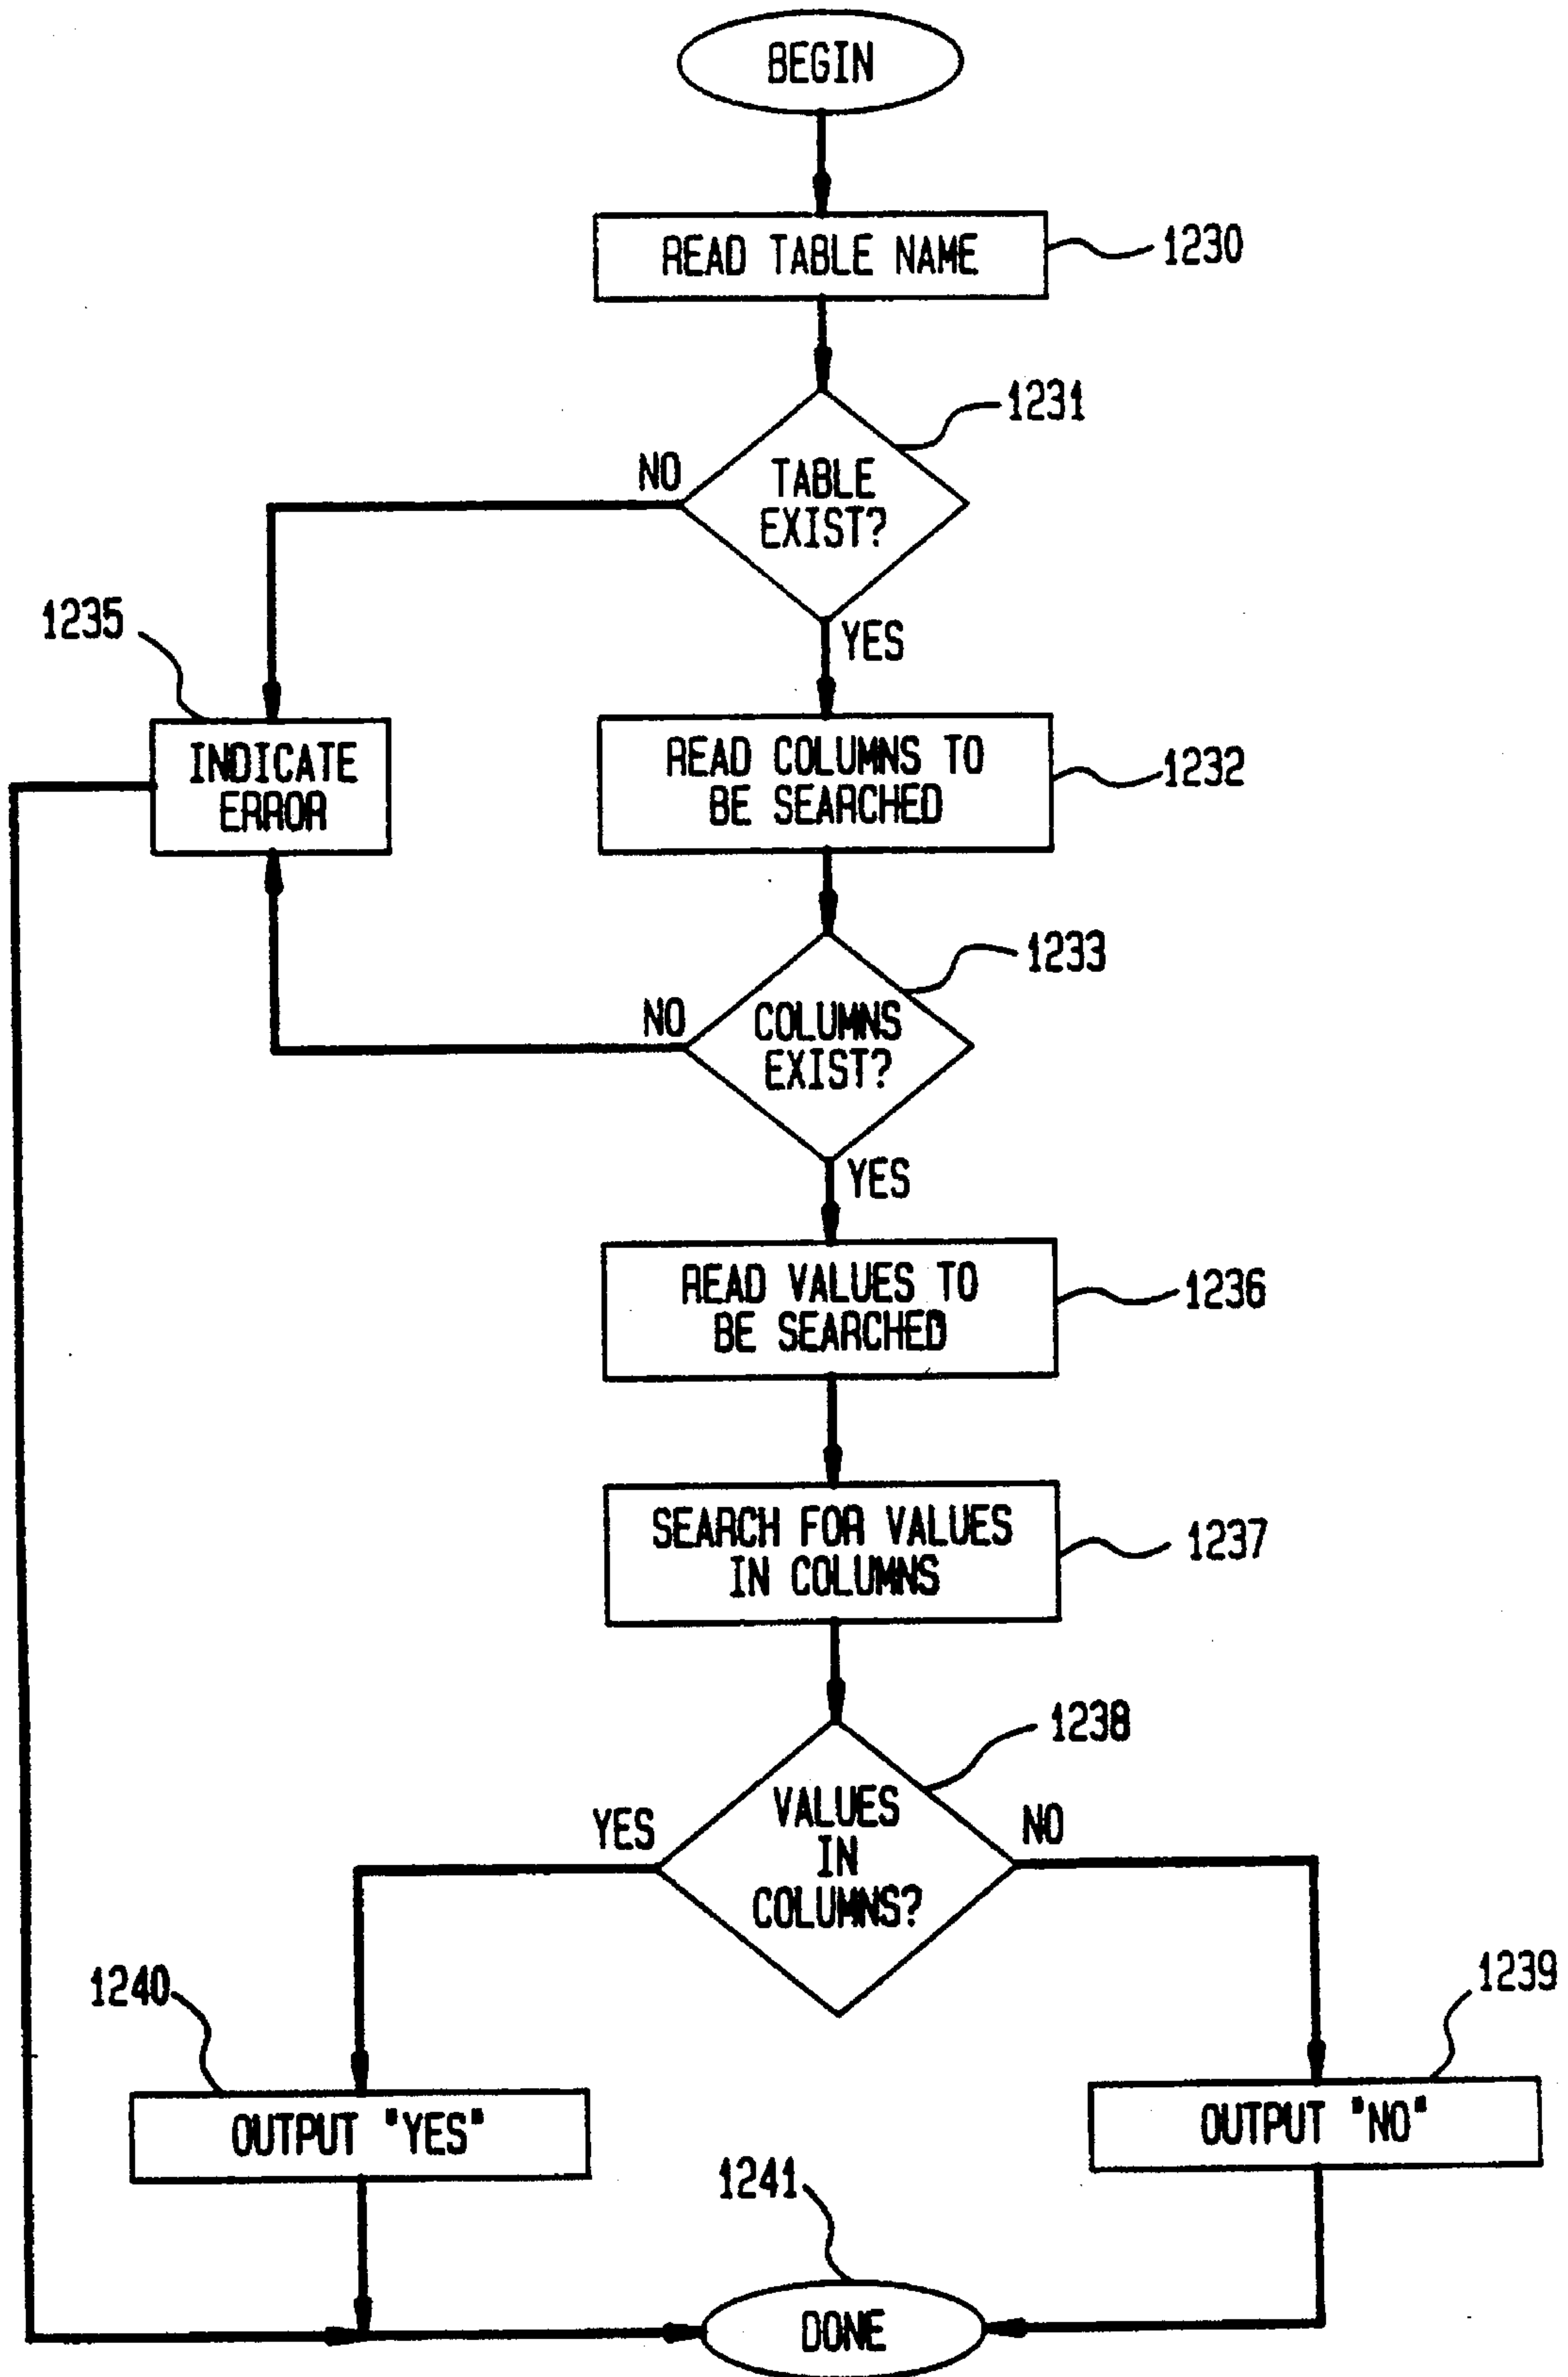 BEGIN
READ TABLE NAME
1230
1231
NO
TABLE
EXIST?
1235
YES
INDICATE
ERROR
READ COLUMNS TO
BE SEARCHED
1232
1233
NO
COLUMNS
EXIST?
YES
READ VALUES TO
BE SEARCHED
1236
SEARCH FOR VALUES
IN COLUMNS
1237
1238
YES
VALUES
IN
COLUMNS?
NO
1240
1239
OUTPUT "YES"
OUTPUT "NO"
1241
DONE